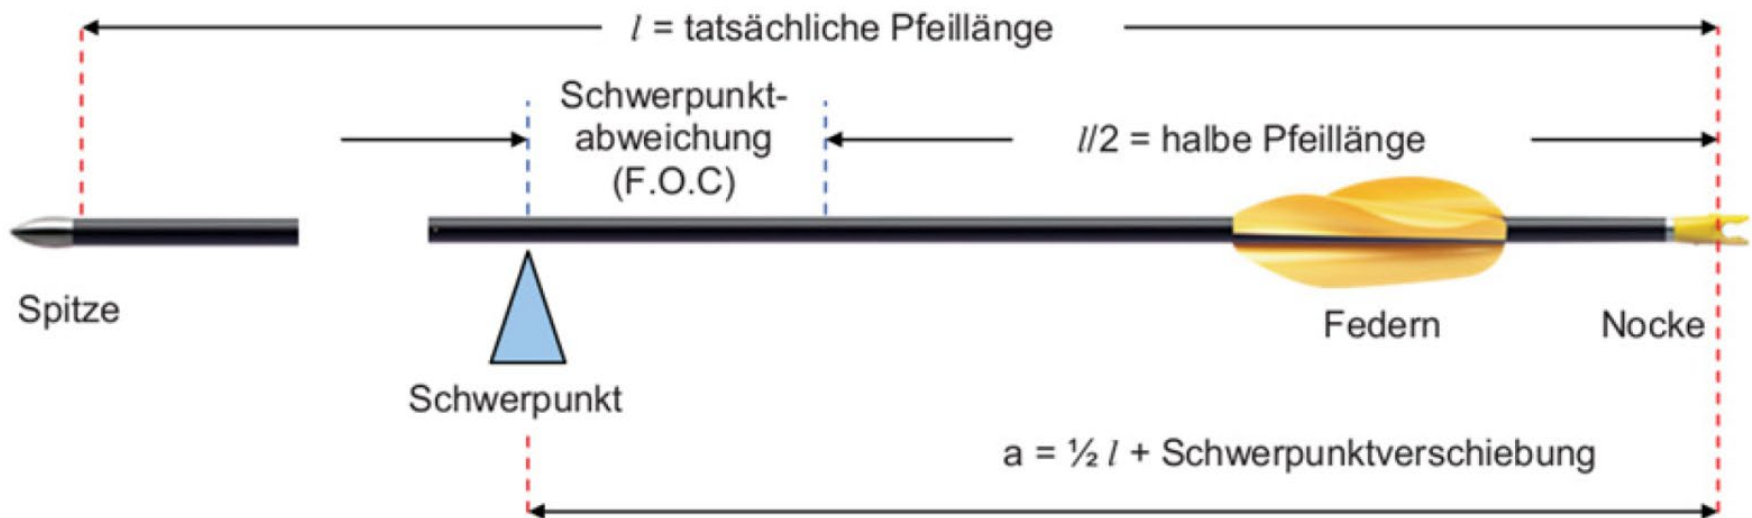 l = tatsächliche Pfeillänge
Schwerpunkt-
abweichung
(F.O.C)
l/2 = halbe Pfeillänge
Spitze
Federn
Nocke
Schwerpunkt
a = ½ l + Schwerpunktverschiebung